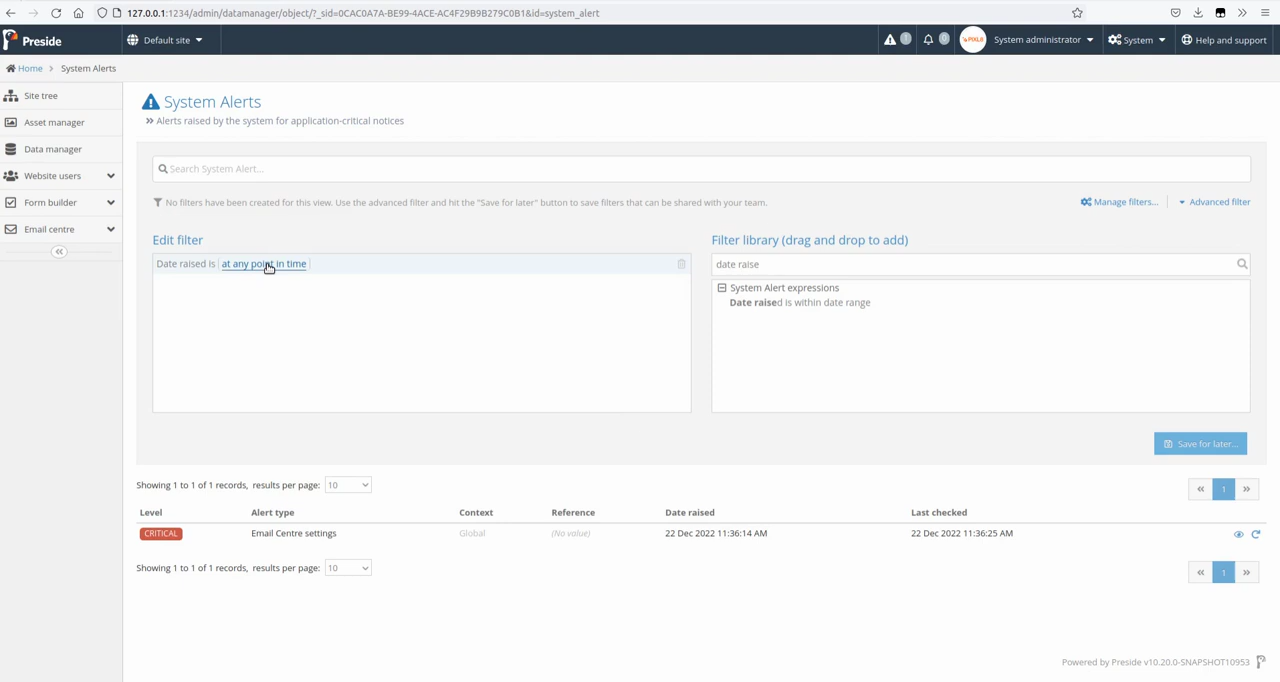 127.0.0.1:1234/admin/datamanager/object/?_sid=0CAC0A7A-BE99-4ACE-AC4F29B9B279C0B1&id=system_alert
Preside
Default site
1
0
PIXL8
System administrator
System
Help and support
Home > System Alerts
Site tree
Asset manager
Data manager
Website users
Form builder
Email centre
System Alerts
Alerts raised by the system for application-critical notices
Search System Alert...
No filters have been created for this view. Use the advanced filter and hit the "Save for later" button to save filters that can be shared with your team.
Manage filters...
Advanced filter
Edit filter
Filter library (drag and drop to add)
Date raised is at any point in time
date raise
System Alert expressions
Date raised is within date range
Save for later...
Showing 1 to 1 of 1 records, results per page: 10
« 1 »
Level Alert type Context Reference Date raised Last checked
CRITICAL Email Centre settings Global (No value) 22 Dec 2022 11:36:14 AM 22 Dec 2022 11:36:25 AM
Showing 1 to 1 of 1 records, results per page: 10
« 1 »
Powered by Preside v10.20.0-SNAPSHOT10953